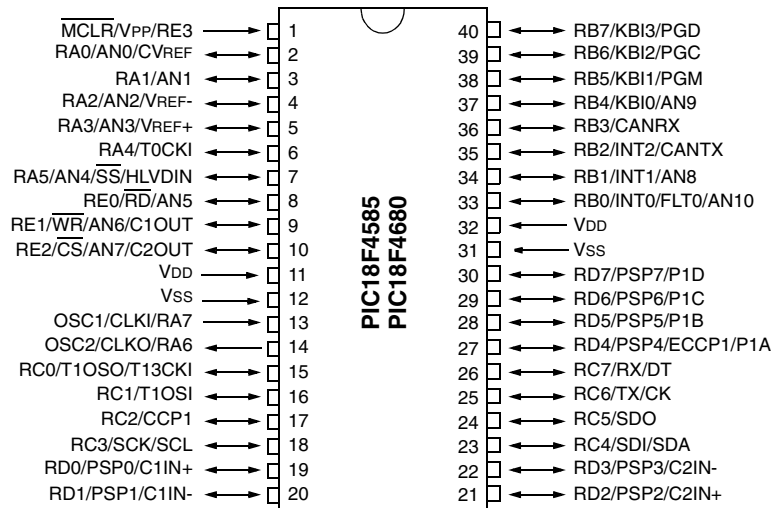 MCLR/VPP/RE3 1
RA0/AN0/CVREF 2
RA1/AN1 3
RA2/AN2/VREF- 4
RA3/AN3/VREF+ 5
RA4/T0CKI 6
RA5/AN4/SS/HLVDIN 7
RE0/RD/AN5 8
RE1/WR/AN6/C1OUT 9
RE2/CS/AN7/C2OUT 10
VDD 11
VSS 12
OSC1/CLKI/RA7 13
OSC2/CLKO/RA6 14
RC0/T1OSO/T13CKI 15
RC1/T1OSI 16
RC2/CCP1 17
RC3/SCK/SCL 18
RD0/PSP0/C1IN+ 19
RD1/PSP1/C1IN- 20
PIC18F4585
PIC18F4680
40 RB7/KBI3/PGD
39 RB6/KBI2/PGC
38 RB5/KBI1/PGM
37 RB4/KBI0/AN9
36 RB3/CANRX
35 RB2/INT2/CANTX
34 RB1/INT1/AN8
33 RB0/INT0/FLT0/AN10
32 VDD
31 VSS
30 RD7/PSP7/P1D
29 RD6/PSP6/P1C
28 RD5/PSP5/P1B
27 RD4/PSP4/ECCP1/P1A
26 RC7/RX/DT
25 RC6/TX/CK
24 RC5/SDO
23 RC4/SDI/SDA
22 RD3/PSP3/C2IN-
21 RD2/PSP2/C2IN+